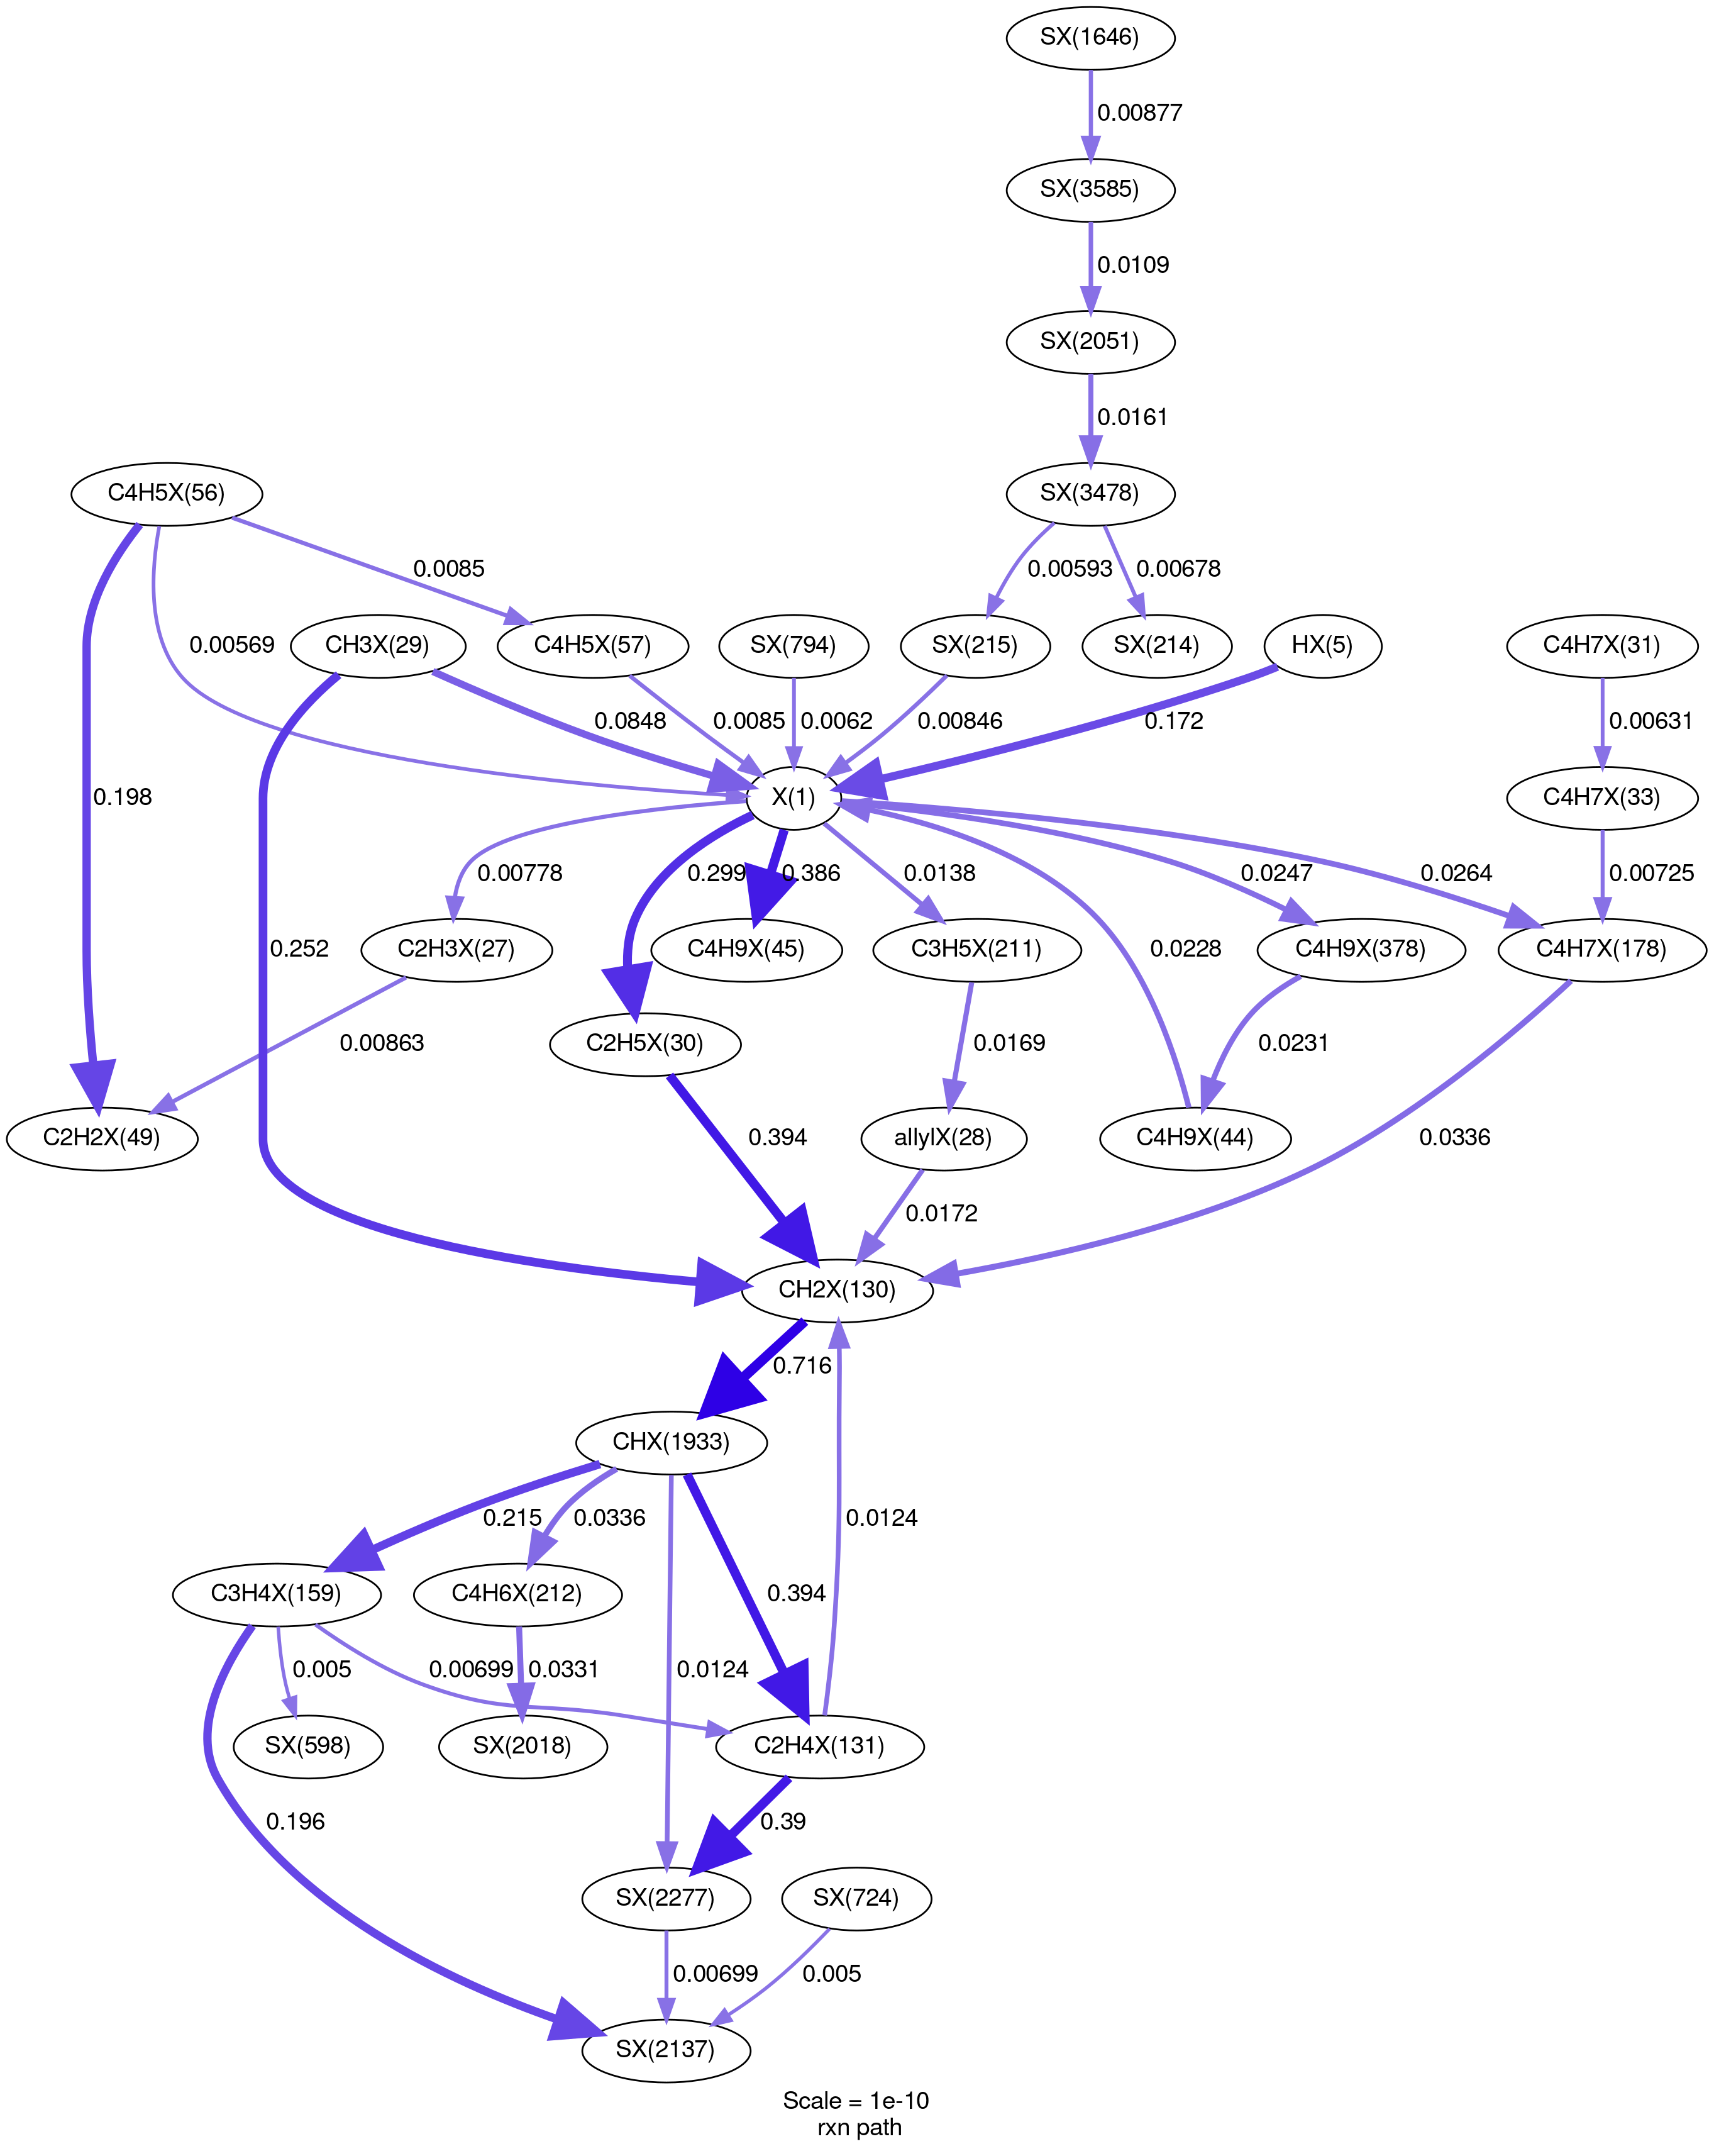 SX(1646)
0.00877
SX(3585)
0.0109
SX(2051)
0.0161
C4H5X(56)
SX(3478)
0.0085
0.00593
0.00678
0.00569
CH3X(29)
C4H5X(57)
SX(794)
SX(215)
SX(214)
HX(5)
C4H7X(31)
0.0848
0.0085
0.0062
0.00846
0.172
0.00631
0.198
X(1)
C4H7X(33)
0.00778
0.299
0.386
0.0138
0.0247
0.0264
0.00725
0.252
C2H3X(27)
C4H9X(45)
C3H5X(211)
0.0228
C4H9X(378)
C4H7X(178)
0.00863
C2H5X(30)
0.0169
0.0231
C2H2X(49)
0.394
allylX(28)
C4H9X(44)
0.0336
0.0172
CH2X(130)
0.716
CHX(1933)
0.215
0.0336
0.0124
C3H4X(159)
C4H6X(212)
0.0124
0.394
0.005
0.00699
0.0331
SX(598)
SX(2018)
C2H4X(131)
0.196
0.39
SX(2277)
SX(724)
0.00699
0.005
SX(2137)
Scale = 1e-10
rxn path